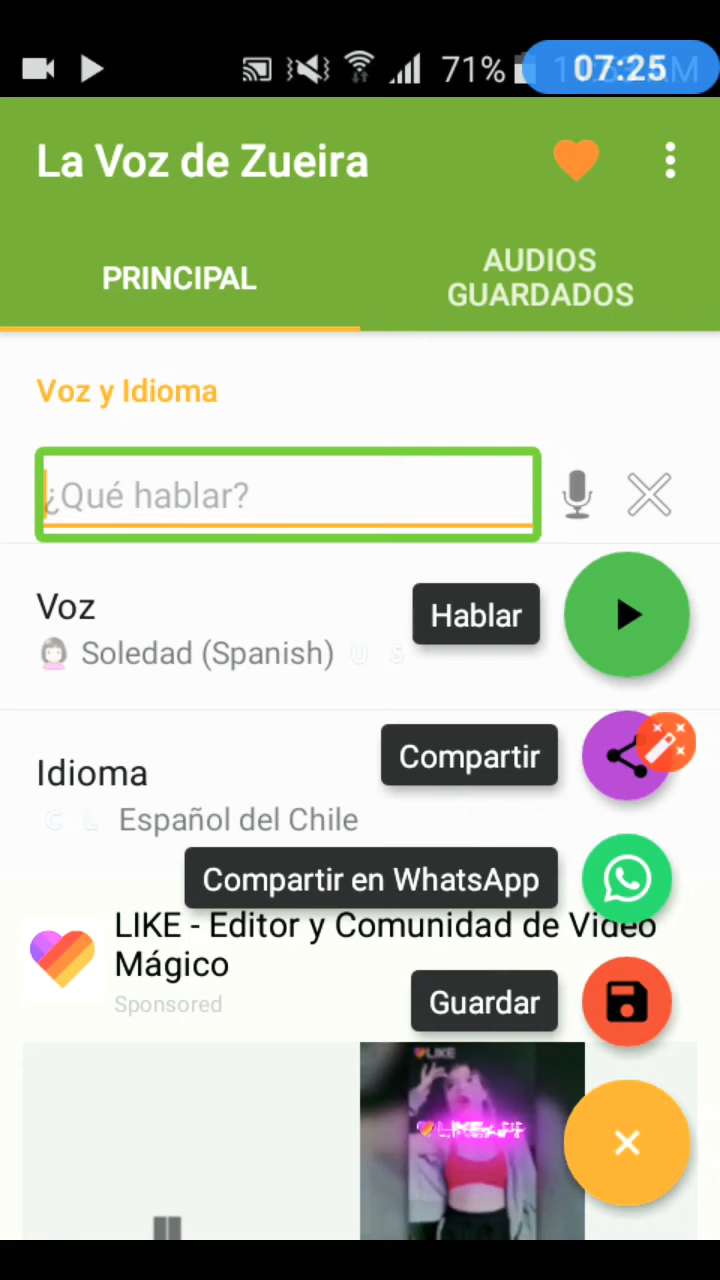 71%
07:25
La Voz de Zueira
PRINCIPAL
AUDIOS
GUARDADOS
Voz y Idioma
¿Qué hablar?
Voz
Hablar
Soledad (Spanish) U S
Compartir
Idioma
C L Español del Chile
Compartir en WhatsApp
LIKE - Editor y Comunidad de Video
Mágico
Sponsored
Guardar
LIKE